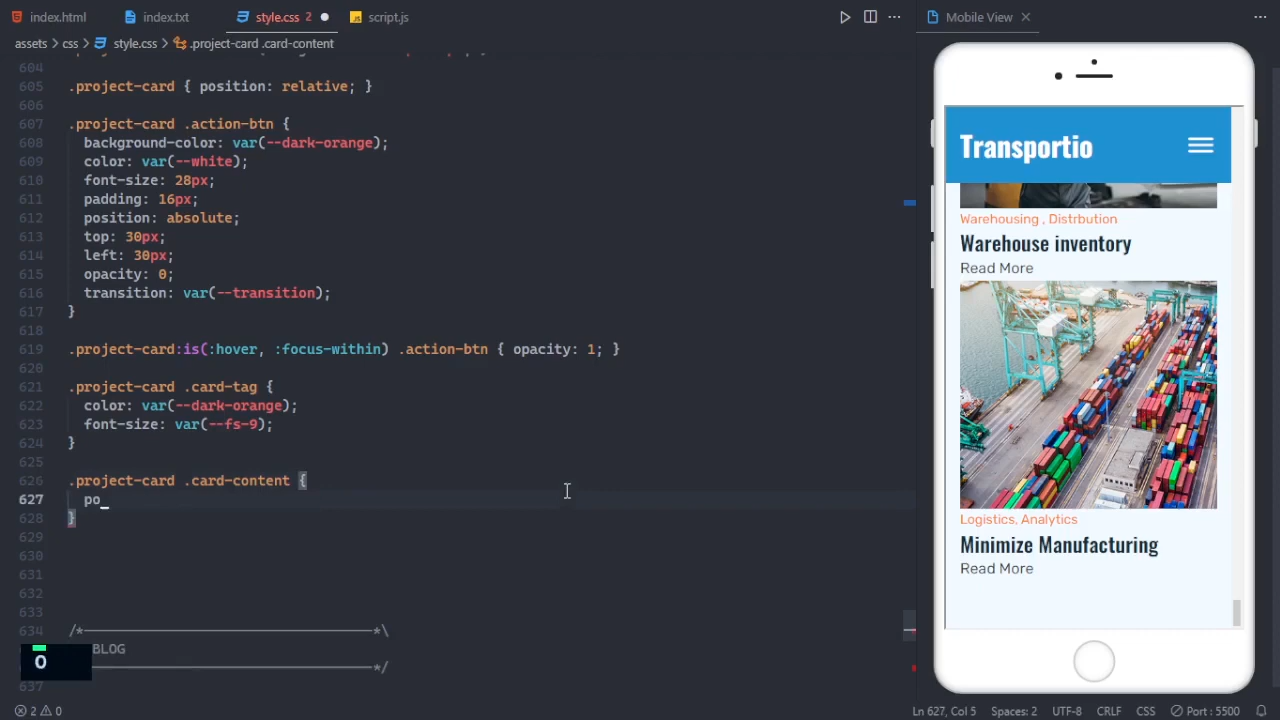 index.html
index.txt
style.css 2
script.js
Mobile View
assets > css > style.css > .project-card .card-content
604
605 .project-card { position: relative; }
606
607 .project-card .action-btn {
608 background-color: var(--dark-orange);
609 color: var(--white);
610 font-size: 28px;
611 padding: 16px;
612 position: absolute;
613 top: 30px;
614 left: 30px;
615 opacity: 0;
616 transition: var(--transition);
617 }
618
619 .project-card:is(:hover, :focus-within) .action-btn { opacity: 1; }
620
621 .project-card .card-tag {
622 color: var(--dark-orange);
623 font-size: var(--fs-9);
624 }
625
626 .project-card .card-content {
627 po
628 }
629
630
631
632
633
634 /*-----------------------------------*\
BLOG
-----------------------------------*/
637
O
Transportio
Warehousing , Distrbution
Warehouse inventory
Read More
Logistics, Analytics
Minimize Manufacturing
Read More
2 0
Ln 627, Col 5 Spaces: 2 UTF-8 CRLF CSS Port : 5500